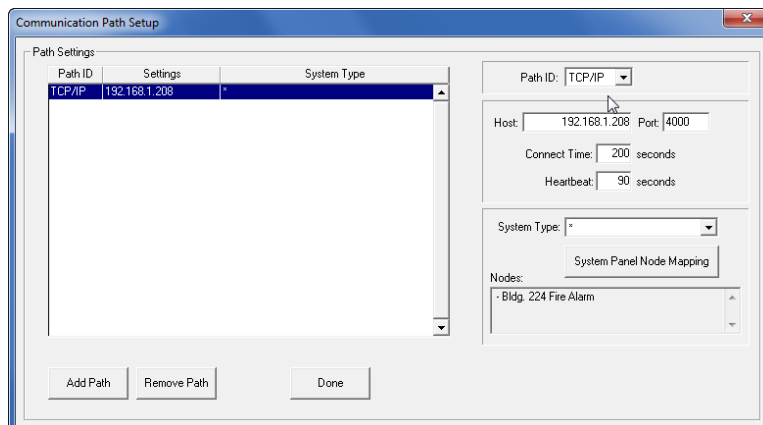 Communication Path Setup
Path Settings
Path ID Settings System Type
TCP/IP 192.168.1.208 *
Path ID: TCP/IP
Host: 192.168.1.208 Port: 4000
Connect Time: 200 seconds
Heartbeat: 90 seconds
System Type: *
System Panel Node Mapping
Nodes:
- Bldg. 224 Fire Alarm
Add Path Remove Path Done